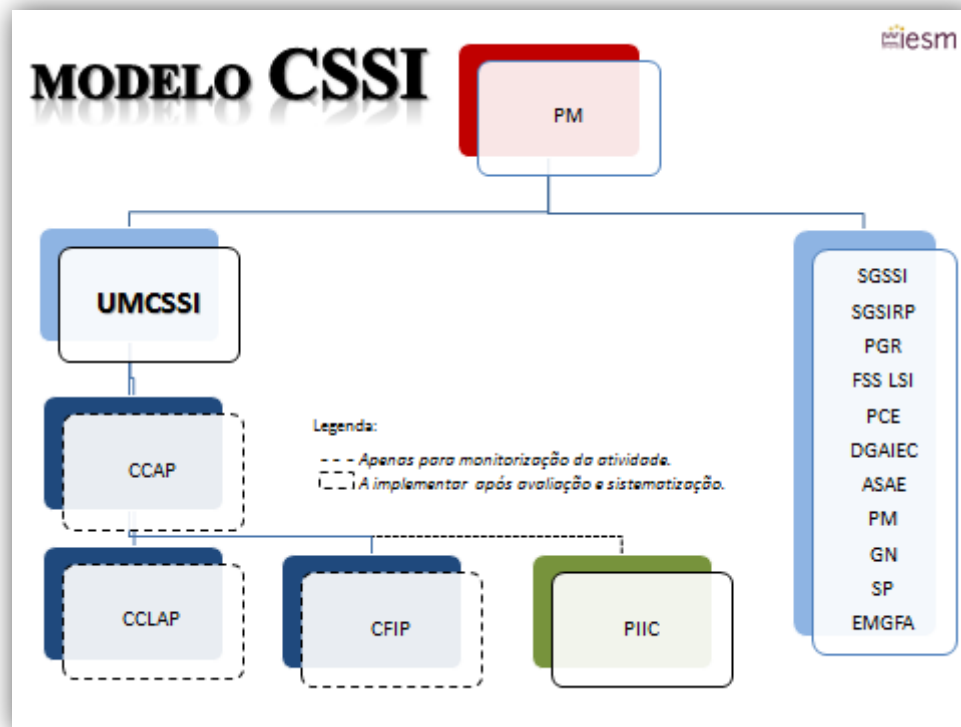 iesm
MODELO CSSI
PM
UMCSSI
SGSSI
SGSIRP
PGR
FSS LSI
PCE
DGAIEC
ASAE
PM
GN
SP
EMGFA
CCAP
Legenda:
Apenas para monitorização da atividade.
A implementar após avaliação e sistematização.
CCLAP
CFIP
PIIC